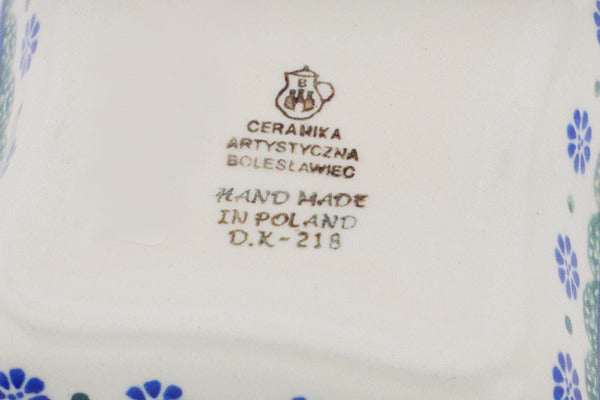 B
CERAMIKA
ARTYSTYCZNA
BOLESŁAWIEC
HAND MADE
IN POLAND
D.K-218